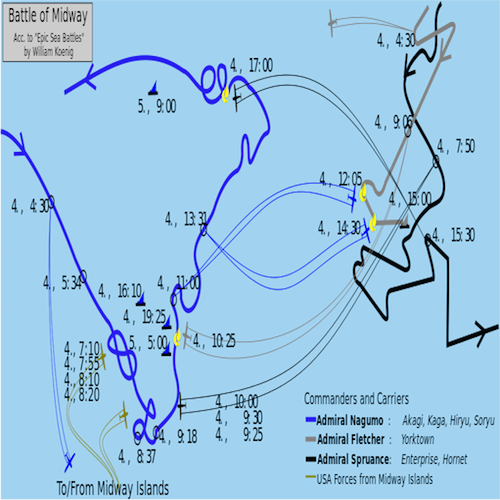 Battle of Midway
Acc. to "Epic Sea Battles"
by William Koenig
4., 17:00
5., 9:00
4., 4:30
4., 9:05
4., 7:50
4., 12:05
4., 15:00
4., 14:30
4., 15:30
4., 4:30
4., 13:31
4., 5:34
4., 11:00
4., 16:10
4., 19:25
5., 5:00
4., 10:25
4., 7:10
4., 7:55
4., 8:10
4., 8:20
4., 10:00
4., 9:30
4., 9:25
4., 9:18
4., 8:37
To/From Midway Islands
Commanders and Carriers
Admiral Nagumo : Akagi, Kaga, Hiryu, Soryu
Admiral Fletcher : Yorktown
Admiral Spruance: Enterprise, Hornet
USA Forces from Midway Islands